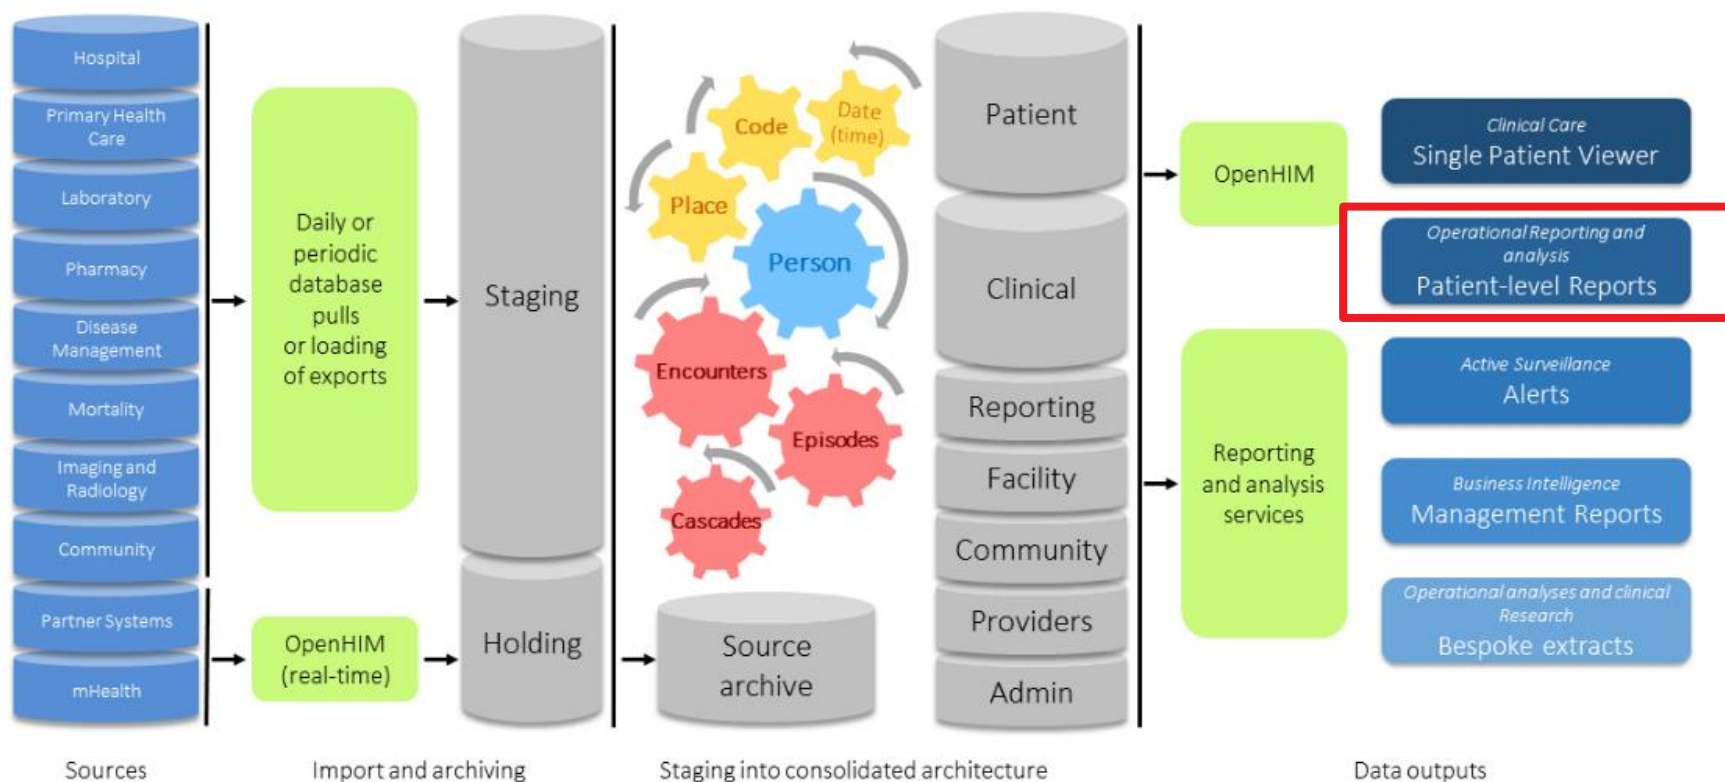 Hospital
Primary Health
Care
Laboratory
Pharmacy
Disease
Management
Mortality
Imaging and
Radiology
Community
Partner Systems
mHealth
Sources
Daily or
periodic
database
pulls
or loading
of exports
OpenHIM
(real-time)
Staging
Holding
Import and archiving
Code
Date
(time)
Place
Person
Encounters
Episodes
Cascades
Source
archive
Patient
Clinical
Reporting
Facility
Community
Providers
Admin
Staging into consolidated architecture
OpenHIM
Reporting
and analysis
services
Clinical Care
Single Patient Viewer
Operational Reporting and
analysis
Patient-level Reports
Active Surveillance
Alerts
Business Intelligence
Management Reports
Operational analyses and clinical
Research
Bespoke extracts
Data outputs